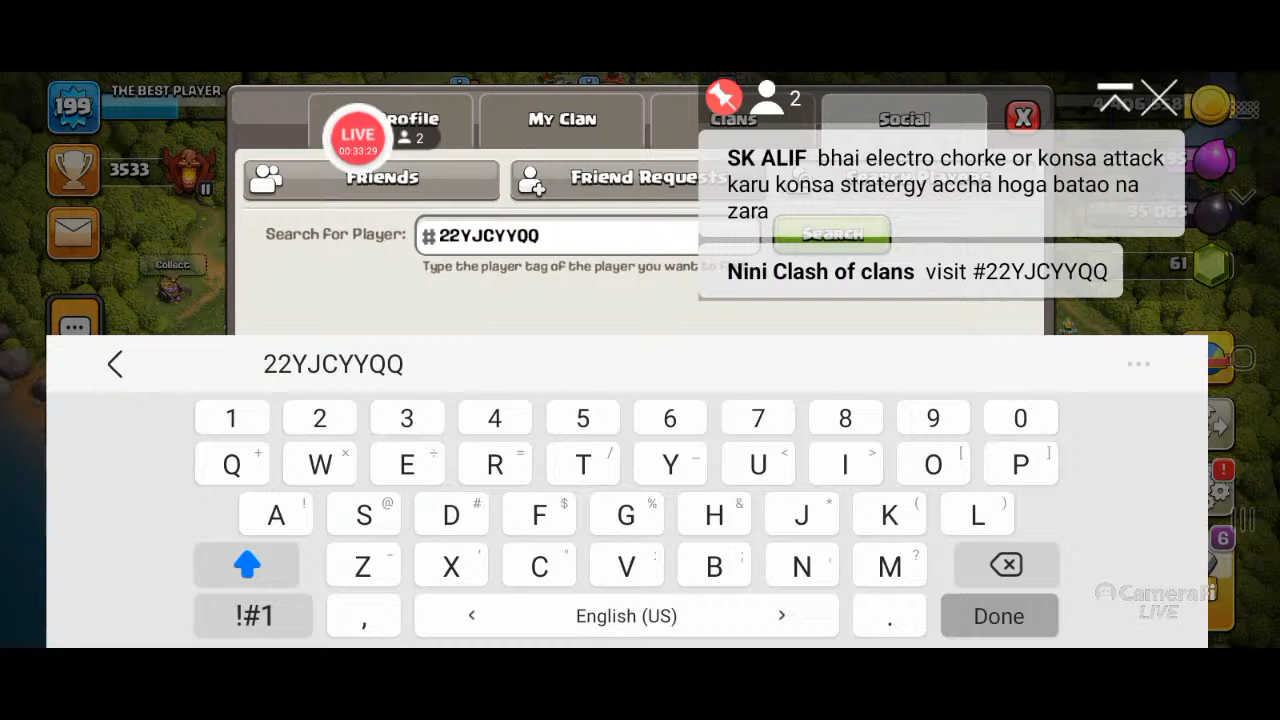 199
THE BEST PLAYER
3533
Collect
Profile
My Clan
Clans
Social
X
LIVE
00:33:29
2
Friends
Friend Requests
Search for Player:
# 22YJCYYQQ
Search
Type the player tag of the player you want to
2
SK ALIF bhai electro chorke or konsa attack
karu konsa stratergy accha hoga batao na
zara
Nini Clash of clans visit #22YJCYYQQ
61
22YJCYYQQ
1 2 3 4 5 6 7 8 9 0
Q + W × E ÷ R = T / Y _ U < I > O [ P ]
A ! S @ D # F $ G % H & J * K ( L )
Z - X ' C " V : B ; N , M ?
!#1 , < English (US) > . Done
!
6
CameraFi
LIVE